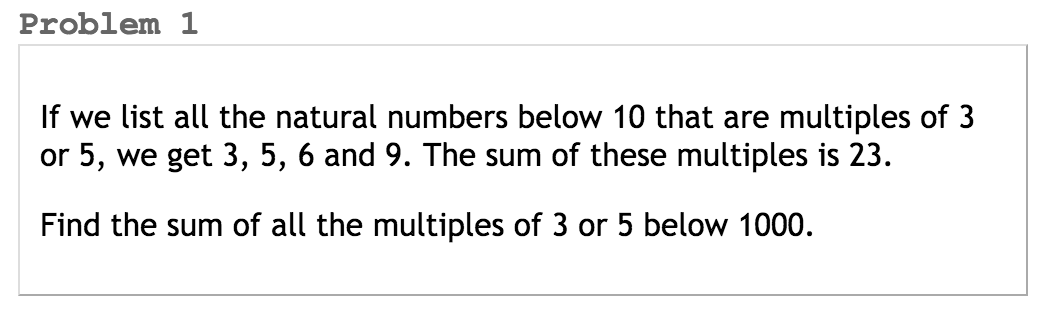 Problem 1
If we list all the natural numbers below 10 that are multiples of 3
or 5, we get 3, 5, 6 and 9. The sum of these multiples is 23.
Find the sum of all the multiples of 3 or 5 below 1000.